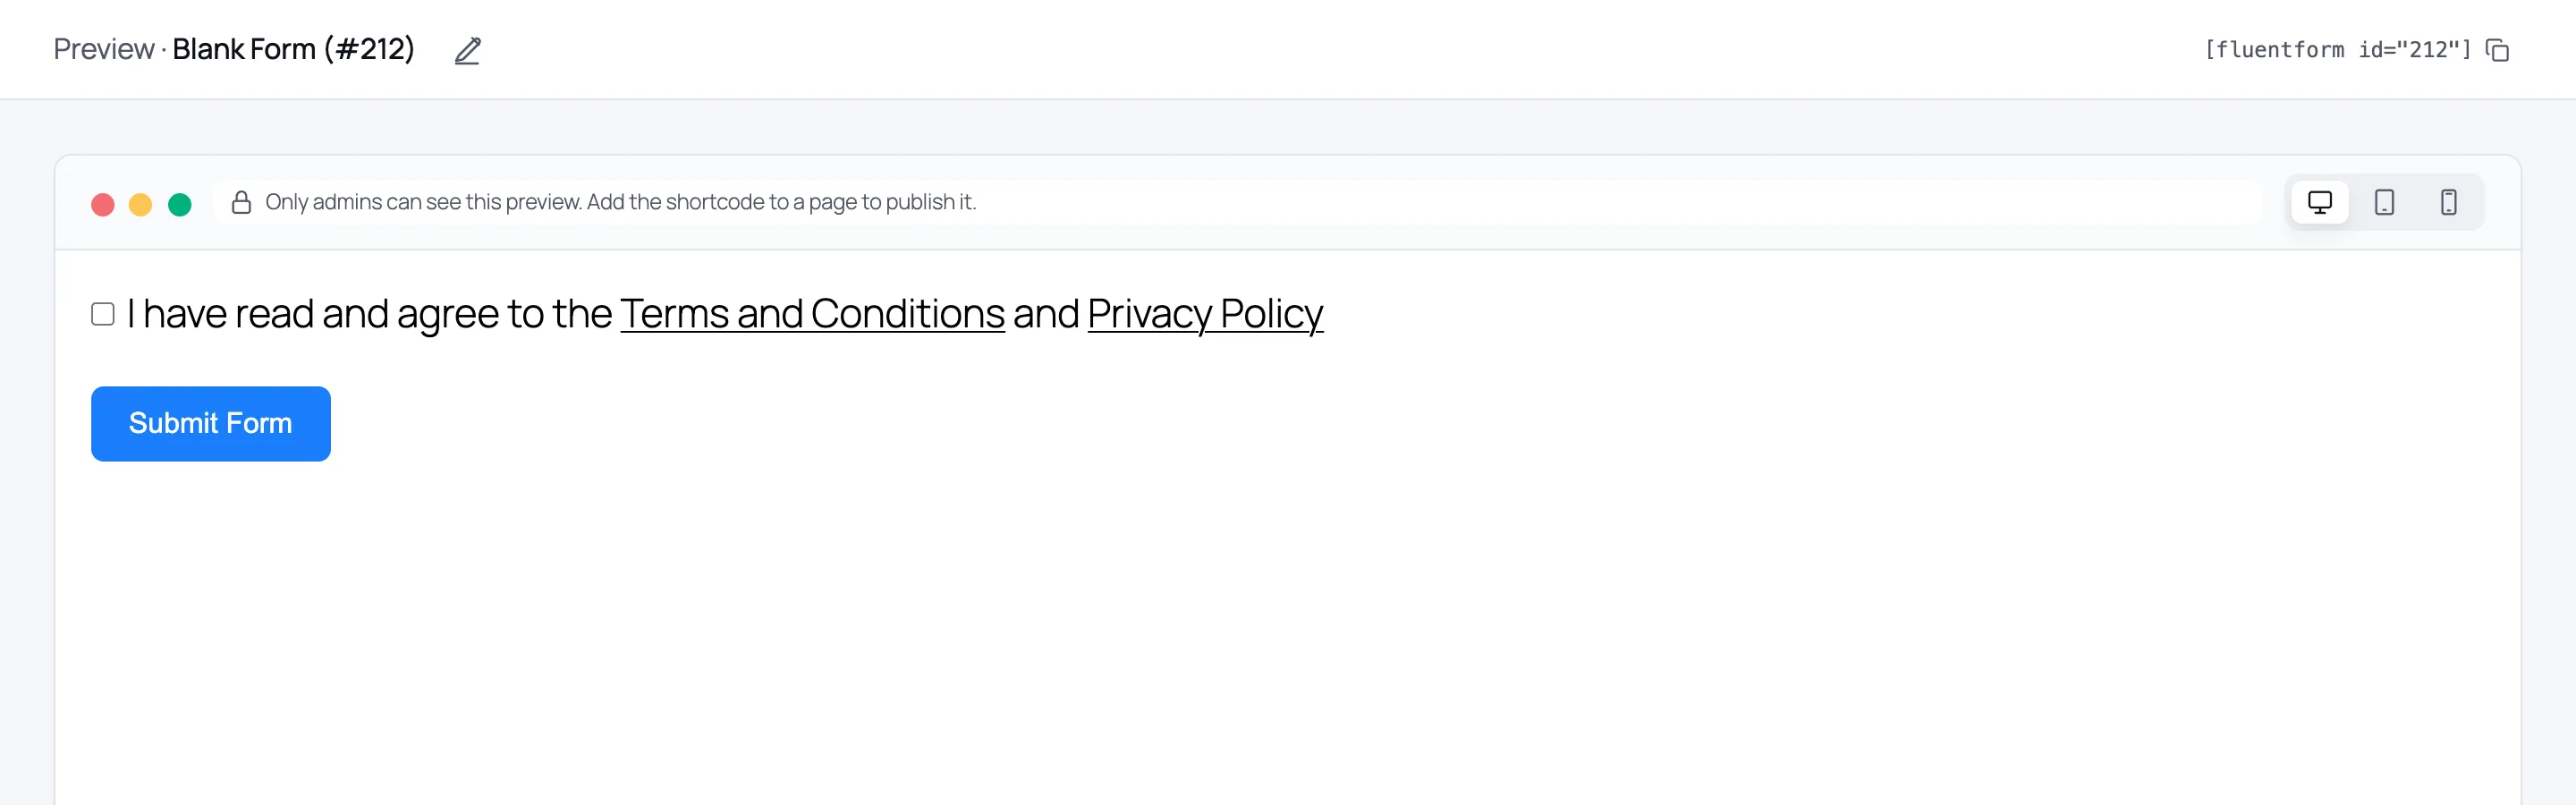 Preview · Blank Form (#212)
[fluentform id="212"]
Only admins can see this preview. Add the shortcode to a page to publish it.
I have read and agree to the Terms and Conditions and Privacy Policy
Submit Form